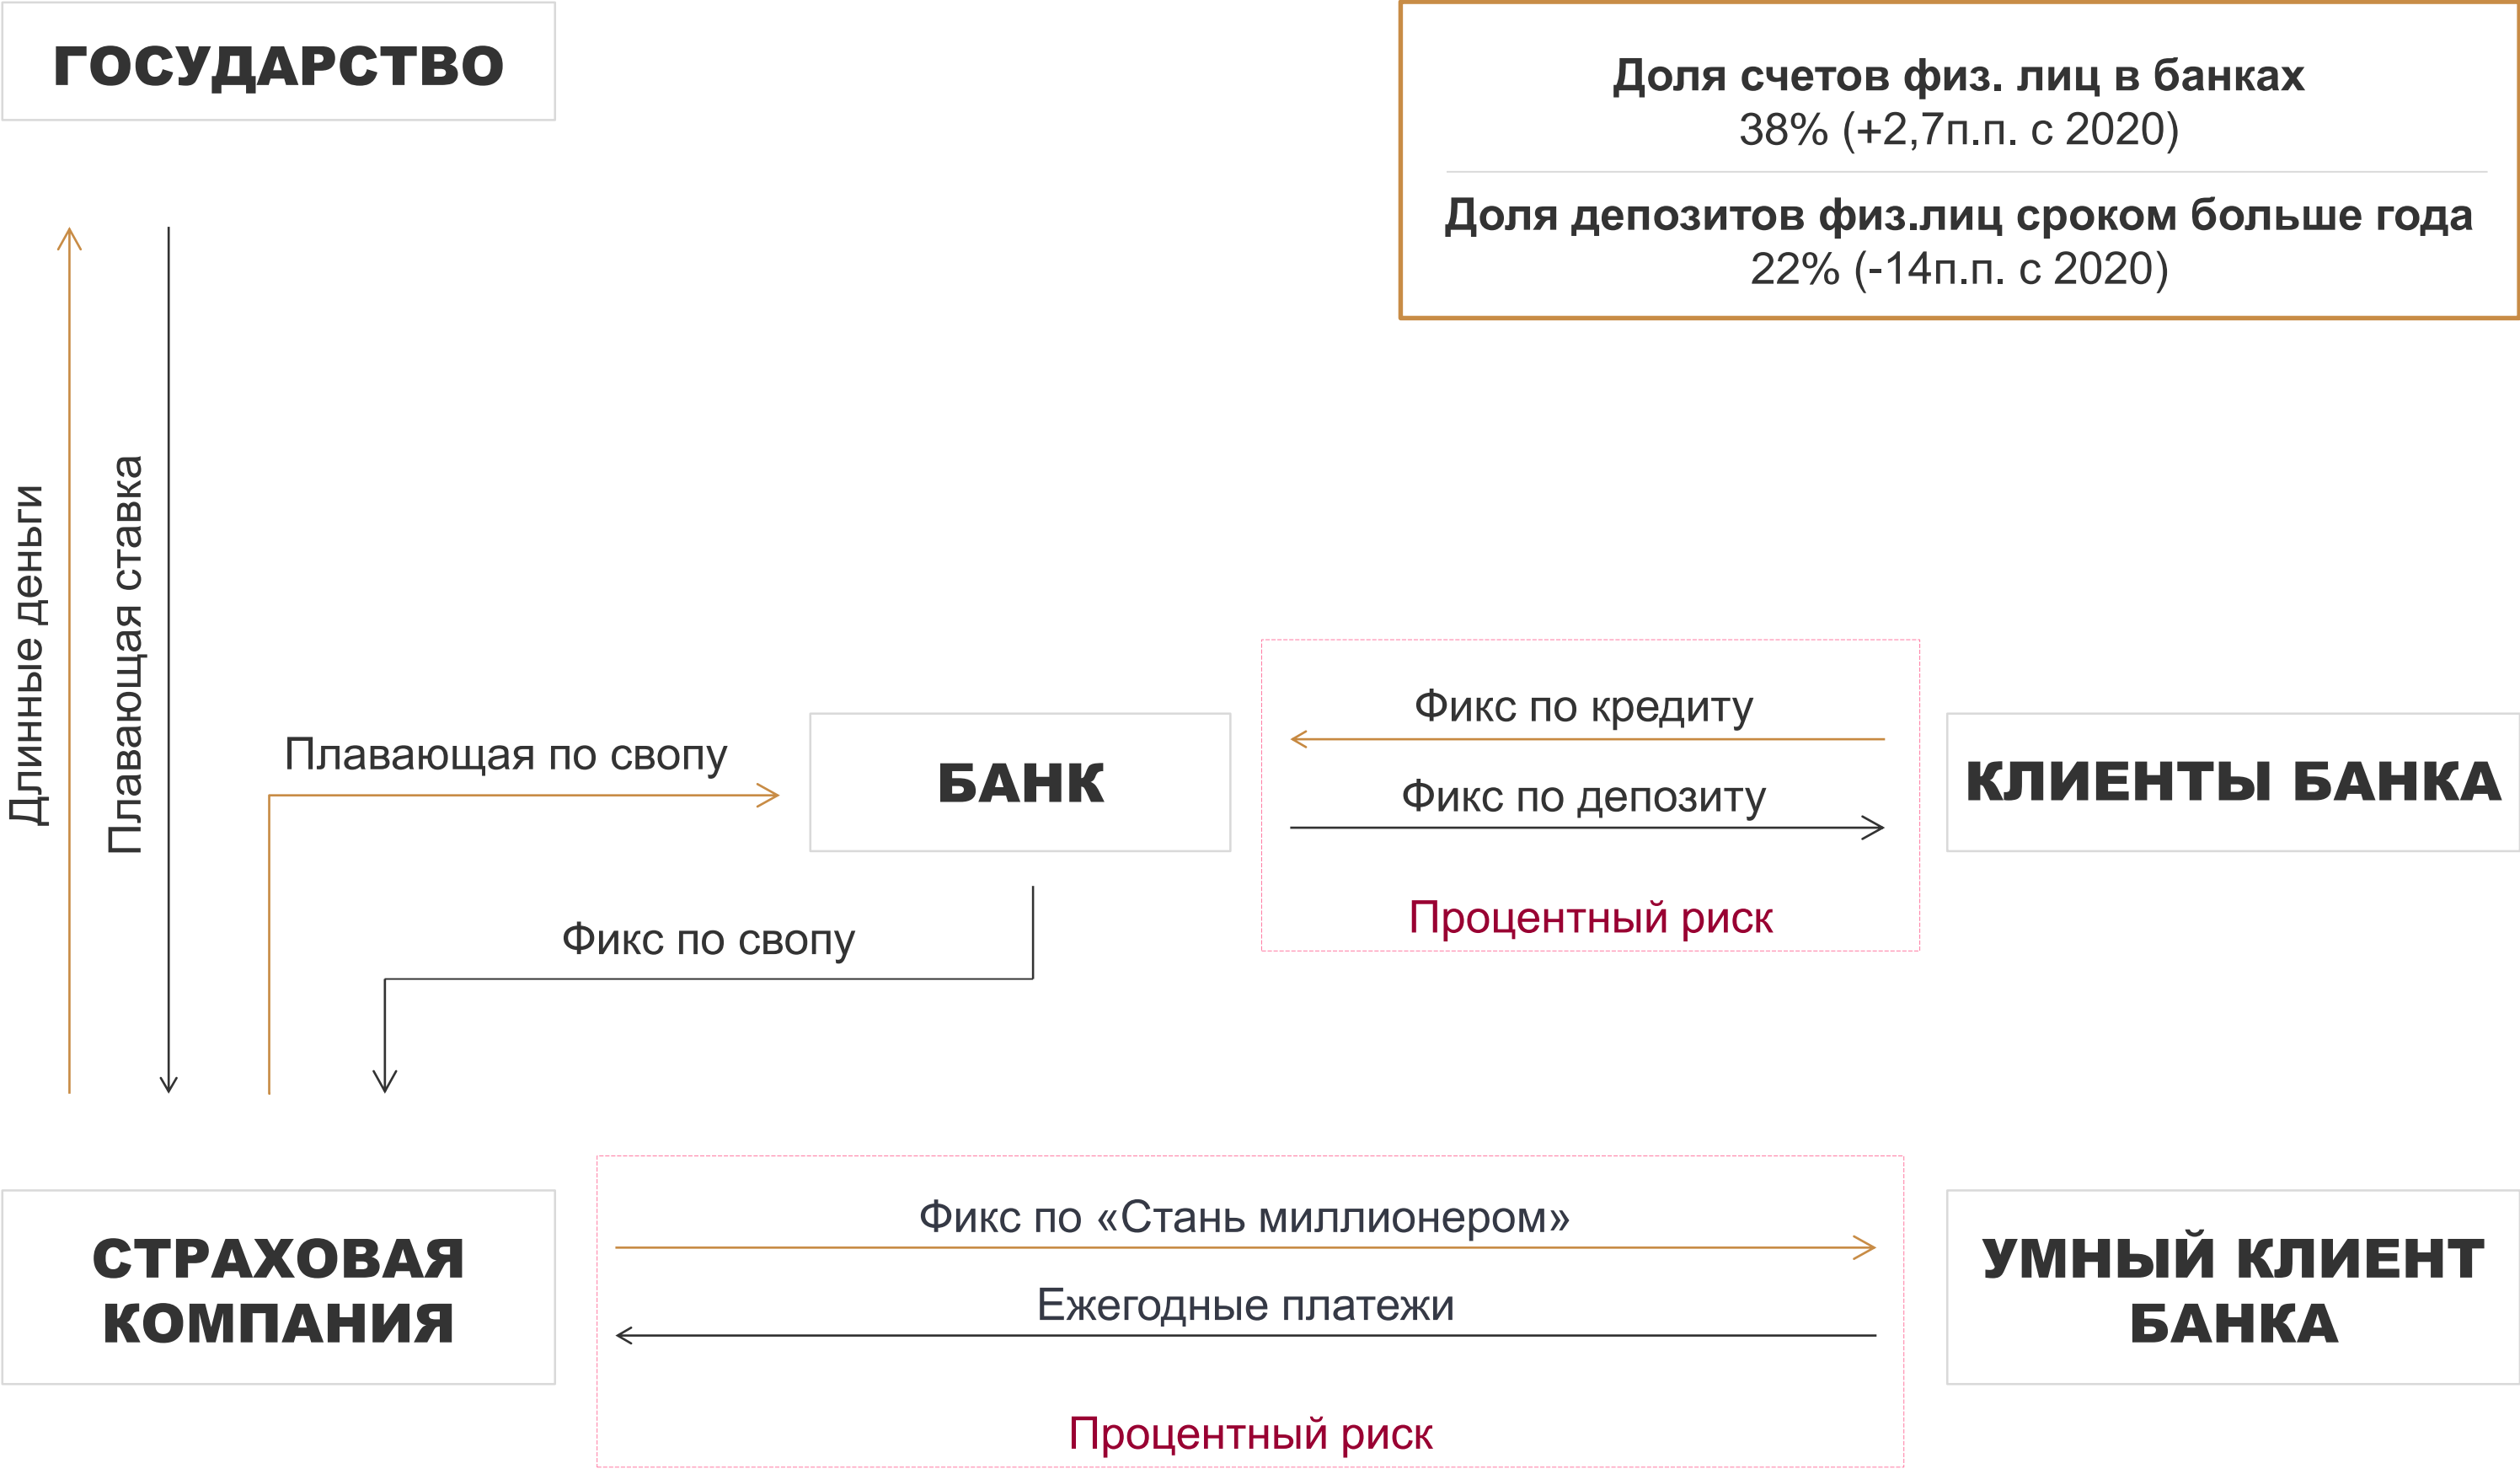 ГОСУДАРСТВО
Доля счетов физ. лиц в банках
38% (+2,7п.п. с 2020)
Доля депозитов физ.лиц сроком больше года
22% (-14п.п. с 2020)
Длинные деньги
Плавающая ставка
Плавающая по свопу
БАНК
Фикс по кредиту
Фикс по депозиту
Процентный риск
КЛИЕНТЫ БАНКА
Фикс по свопу
СТРАХОВАЯ
КОМПАНИЯ
Фикс по «Стань миллионером»
Ежегодные платежи
Процентный риск
УМНЫЙ КЛИЕНТ
БАНКА